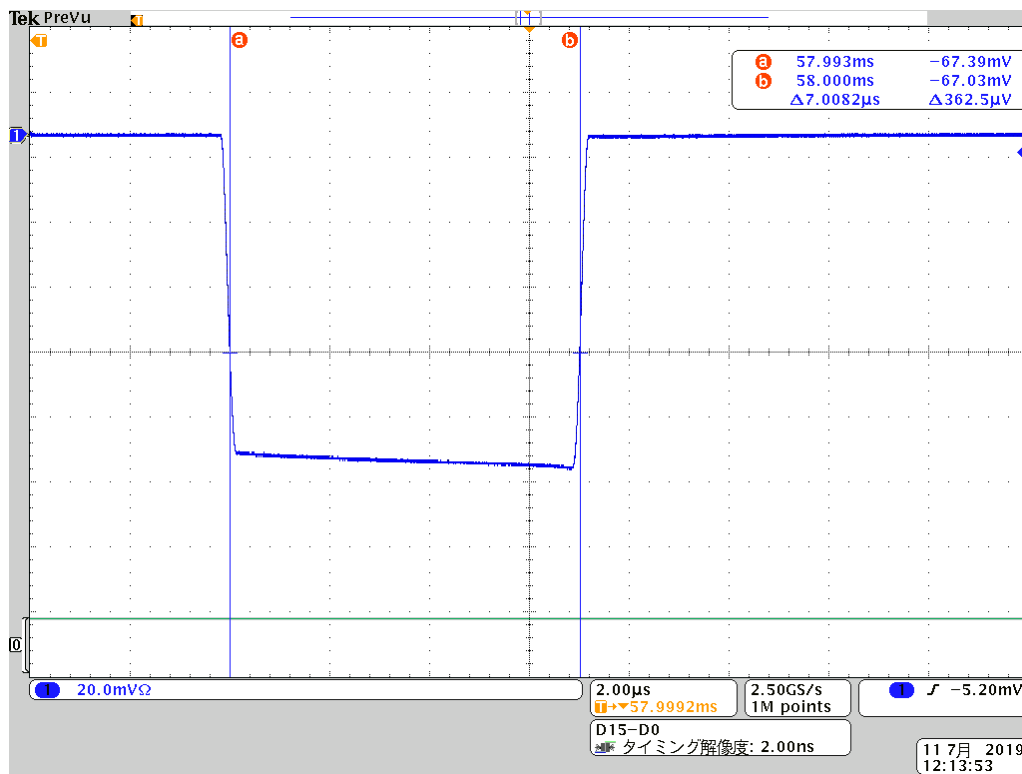 Tek PreVu
T
T
a
b
a 57.993ms −67.39mV
b 58.000ms −67.03mV
Δ7.0082µs Δ362.5µV
1
0
1 20.0mVΩ
2.00µs
T→▼57.9992ms
2.50GS/s
1M points
1 ∫ −5.20mV
D15−D0
タイミング解像度: 2.00ns
11 7月 2019
12:13:53